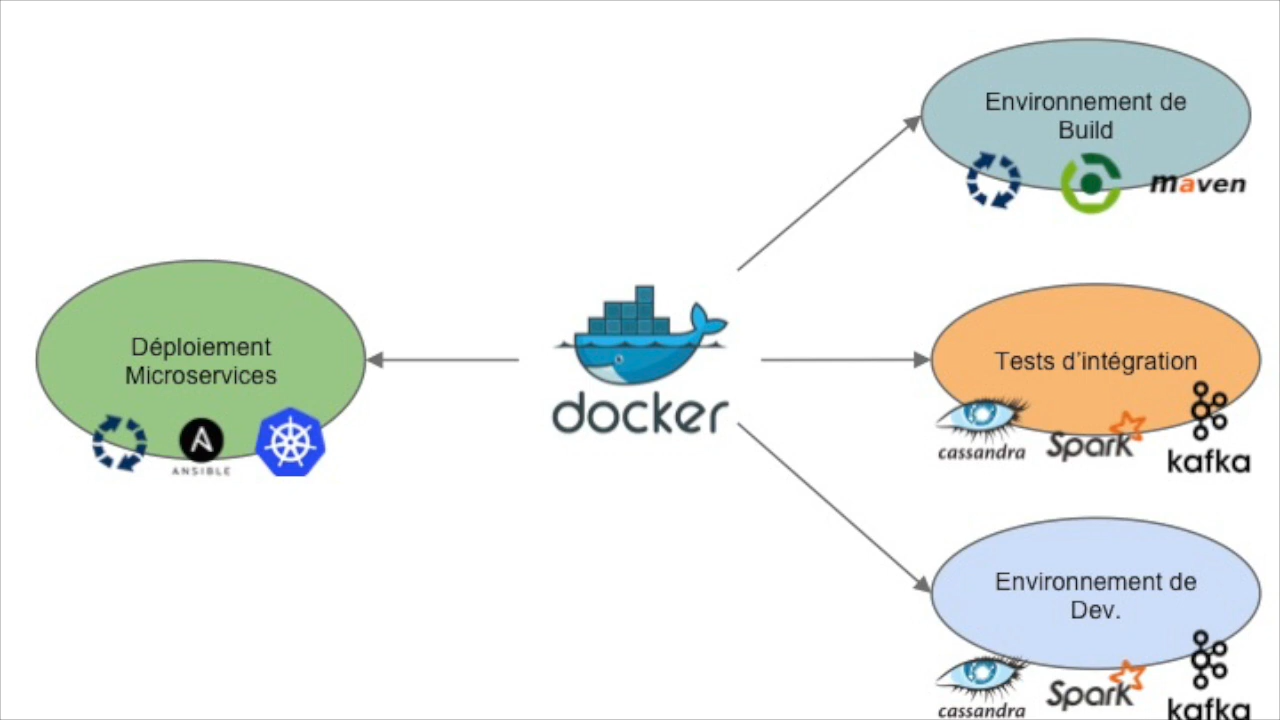 Environnement de
Build
maven
Déploiement
Microservices
ANSIBLE
docker
Tests d'intégration
cassandra
Spark
kafka
Environnement de
Dev.
cassandra
Spark
kafka